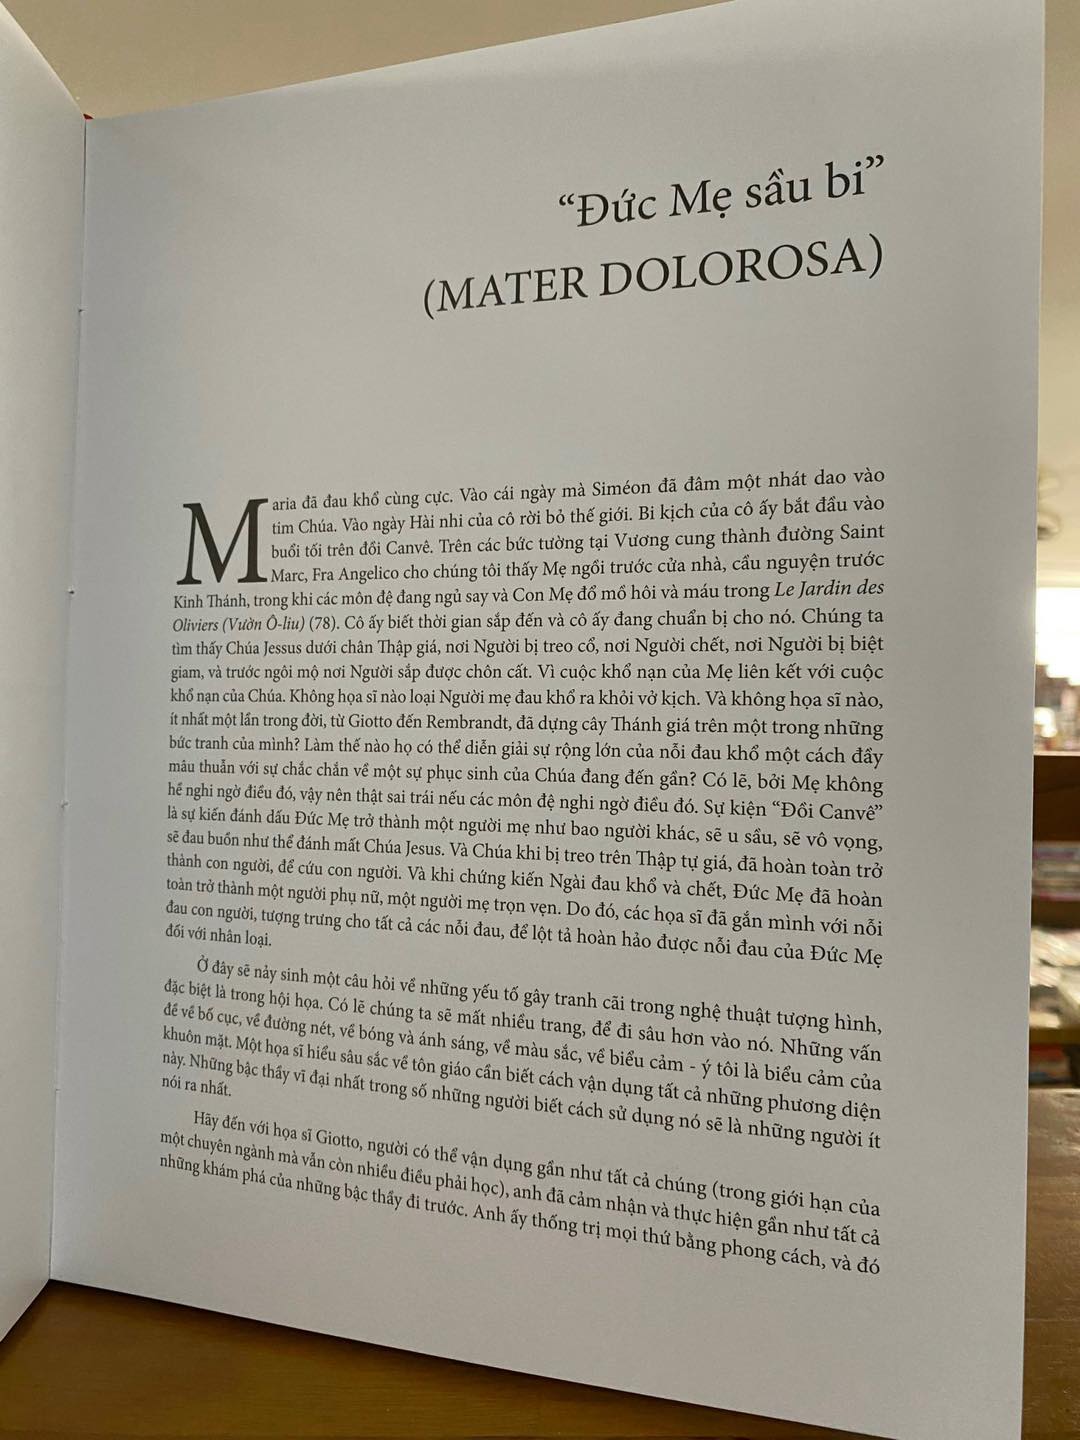 “Đức Mẹ sầu bi”
(MATER DOLOROSA)
Maria đã đau khổ cùng cực. Vào cái ngày mà Siméon đã đâm một nhát dao vào
tim Chúa. Vào ngày Hài nhi của cô rời bỏ thế giới. Bi kịch của cô ấy bắt đầu vào
buổi tối trên đồi Canvê. Trên các bức tường tại Vương cung thành đường Saint
Marc, Fra Angelico cho chúng tôi thấy Mẹ ngồi trước cửa nhà, cầu nguyện trước
Kinh Thánh, trong khi các môn đệ đang ngủ say và Con Mẹ đổ mồ hôi và máu trong Le Jardin des
Oliviers (Vườn Ô-liu) (78). Cô ấy biết thời gian sắp đến và cô ấy đang chuẩn bị cho nó. Chúng ta
tìm thấy Chúa Jessus dưới chân Thập giá, nơi Người bị treo cổ, nơi Người chết, nơi Người bị biệt
giam, và trước ngôi mộ nơi Người sắp được chôn cất. Vì cuộc khổ nạn của Mẹ liên kết với cuộc
khổ nạn của Chúa. Không họa sĩ nào loại Người mẹ đau khổ ra khỏi vở kịch. Và không họa sĩ nào,
ít nhất một lần trong đời, từ Giotto đến Rembrandt, đã dựng cây Thánh giá trên một trong những
bức tranh của mình? Làm thế nào họ có thể diễn giải sự rộng lớn của nỗi đau khổ một cách đầy
mâu thuẫn với sự chắc chắn về một sự phục sinh của Chúa đang đến gần? Có lẽ, bởi Mẹ không
hề nghi ngờ điều đó, vậy nên thật sai trái nếu các môn đệ nghi ngờ điều đó. Sự kiện “Đồi Canvê”
là sự kiến đánh dấu Đức Mẹ trở thành một người mẹ như bao người khác, sẽ u sầu, sẽ vô vọng,
sẽ đau buồn như thể đánh mất Chúa Jesus. Và Chúa khi bị treo trên Thập tự giá, đã hoàn toàn trở
thành con người, để cứu con người. Và khi chứng kiến Ngài đau khổ và chết, Đức Mẹ đã hoàn
toàn trở thành một người phụ nữ, một người mẹ trọn vẹn. Do đó, các họa sĩ đã gắn mình với nỗi
đau con người, tượng trưng cho tất cả các nỗi đau, để lột tả hoàn hảo được nỗi đau của Đức Mẹ
đối với nhân loại.
Ở đây sẽ nảy sinh một câu hỏi về những yếu tố gây tranh cãi trong nghệ thuật tượng hình,
đặc biệt là trong hội họa. Có lẽ chúng ta sẽ mất nhiều trang, để đi sâu hơn vào nó. Những vấn
đề về bố cục, về đường nét, về bóng và ánh sáng, về màu sắc, về biểu cảm - ý tôi là biểu cảm của
khuôn mặt. Một họa sĩ hiểu sâu sắc về tôn giáo cần biết cách vận dụng tất cả những phương diện
này. Những bậc thầy vĩ đại nhất trong số những người biết cách sử dụng nó sẽ là những người ít
nói ra nhất.
Hãy đến với họa sĩ Giotto, người có thể vận dụng gần như tất cả chúng (trong giới hạn của
một chuyên ngành mà vẫn còn nhiều điều phải học), anh đã cảm nhận và thực hiện gần như tất cả
những khám phá của những bậc thầy đi trước. Anh ấy thống trị mọi thứ bằng phong cách, và đó